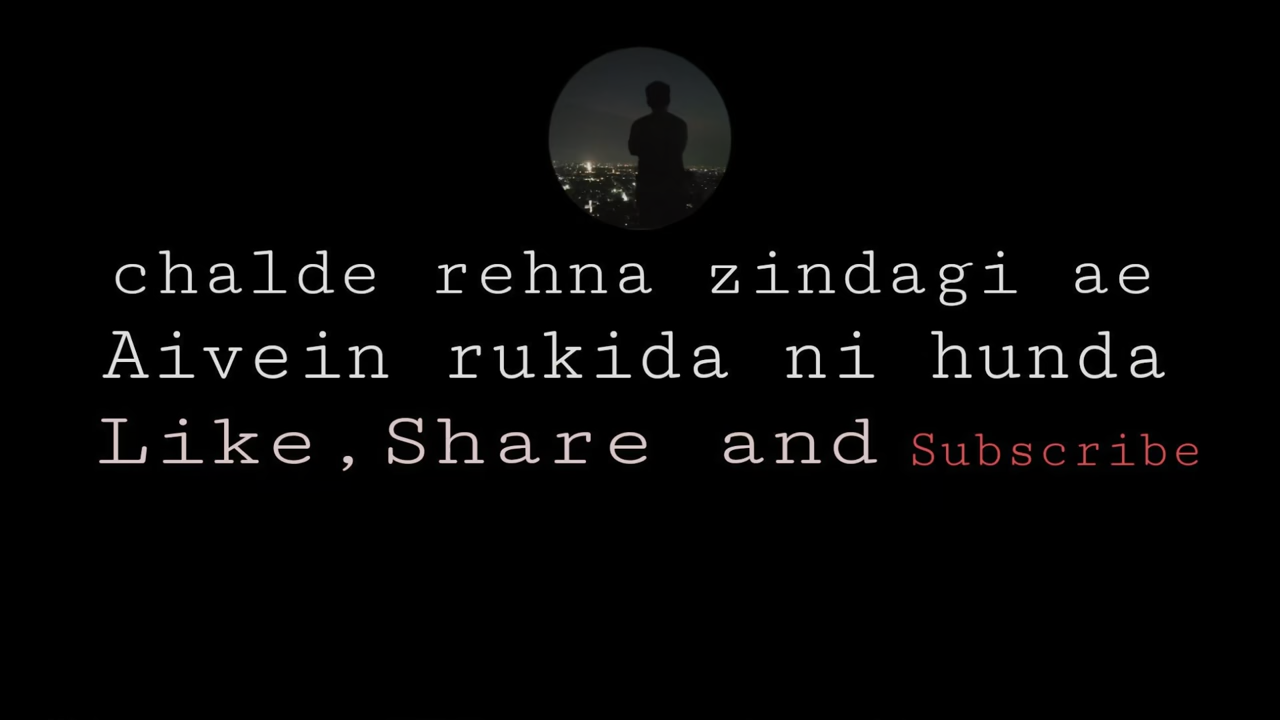 chalde rehna zindagi ae
Aivein rukida ni hunda
Like,Share and Subscribe